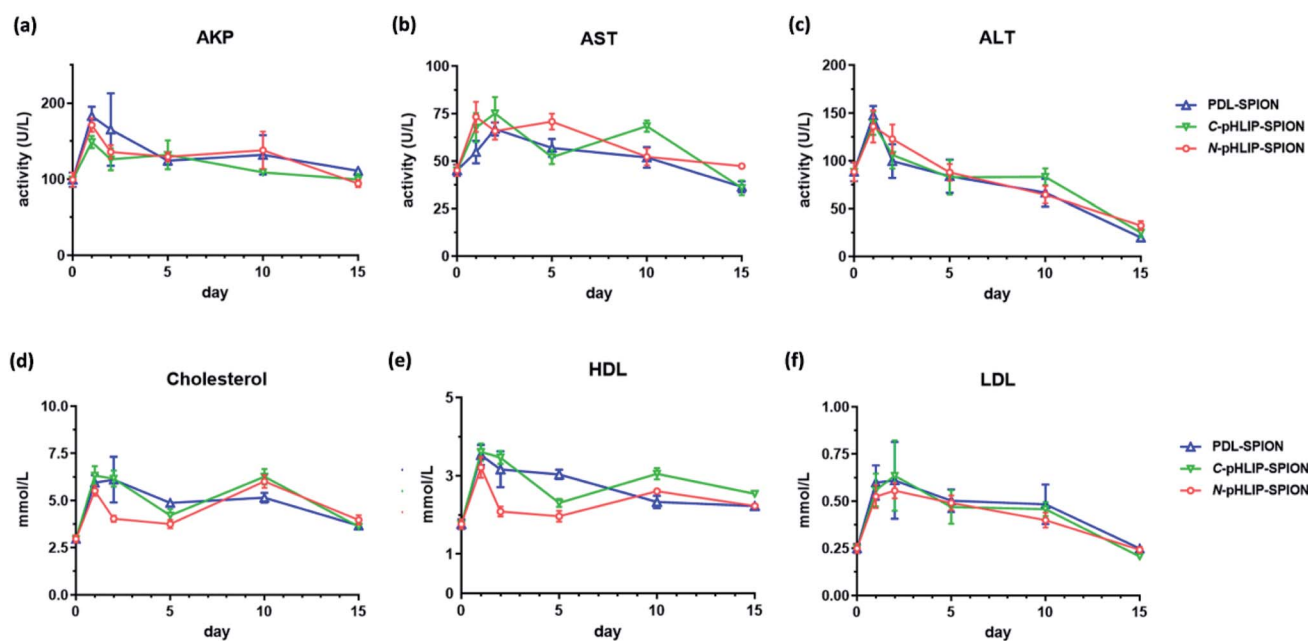 (a)
AKP
activity (U/L)
200
100
0
0
5
10
15
day
(b)
AST
activity (U/L)
100
75
50
25
0
0
5
10
15
day
(c)
ALT
activity (U/L)
200
150
100
50
0
0
5
10
15
day
PDL-SPION
C-pHLIP-SPION
N-pHLIP-SPION
(d)
Cholesterol
mmol/L
10.0
7.5
5.0
2.5
0.0
0
5
10
15
day
(e)
HDL
mmol/L
5
4
3
2
1
0
0
5
10
15
day
(f)
LDL
mmol/L
1.00
0.75
0.50
0.25
0.00
0
5
10
15
day
PDL-SPION
C-pHLIP-SPION
N-pHLIP-SPION